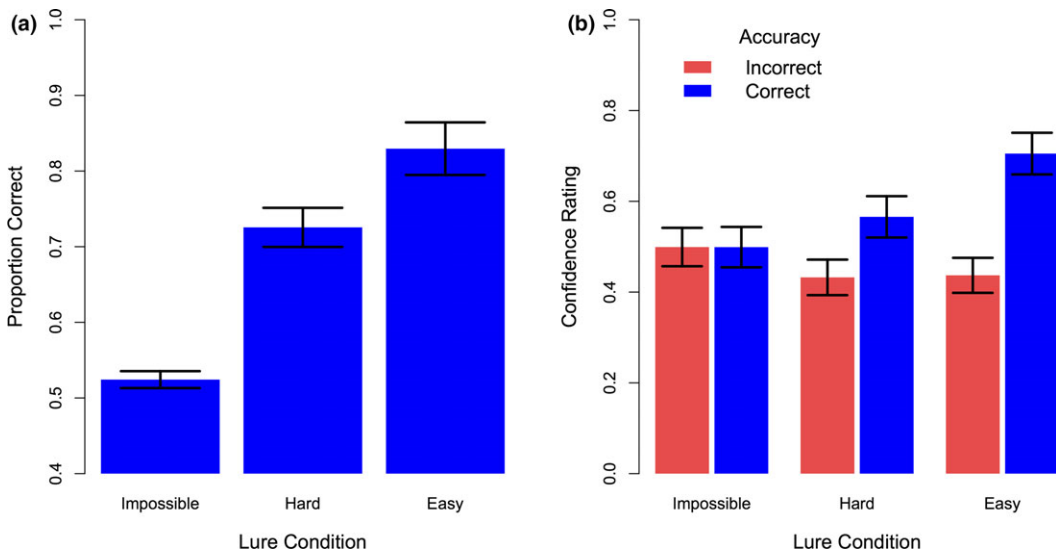 (a)
Proportion Correct
1.0
0.9
0.8
0.7
0.6
0.5
0.4
Impossible Hard Easy
Lure Condition
(b)
Accuracy
Incorrect
Correct
Confidence Rating
1.0
0.8
0.6
0.4
0.2
0.0
Impossible Hard Easy
Lure Condition